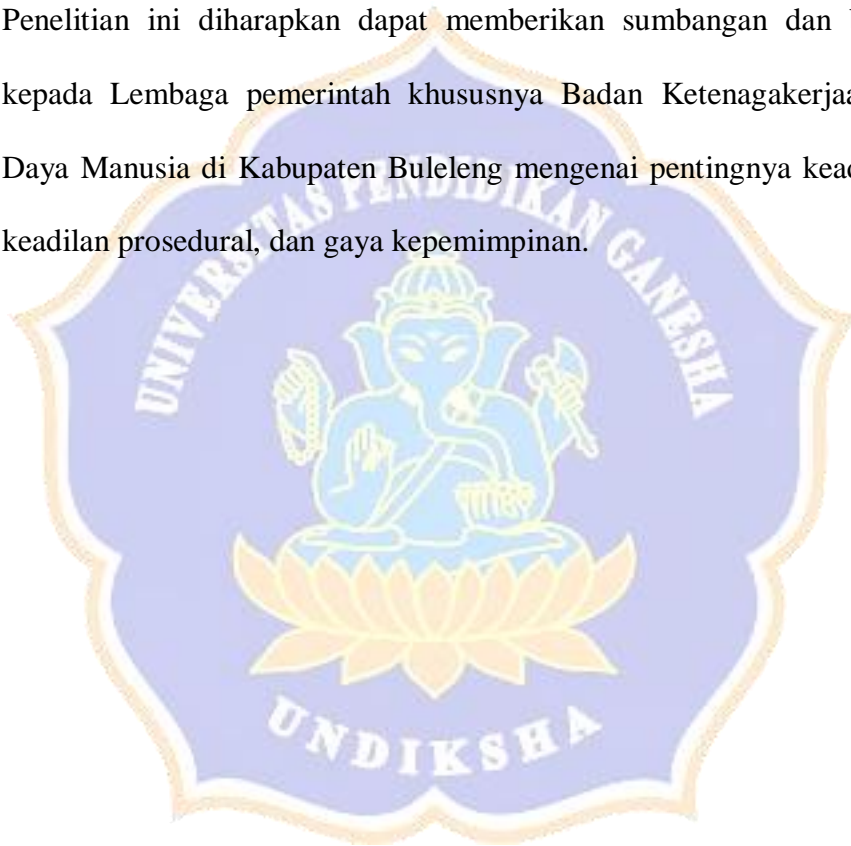 Penelitian ini diharapkan dapat memberikan sumbangan dan
kepada Lembaga pemerintah khususnya Badan
Daya Manusia di Kabupaten Buleleng mengenai pentingnya
keadilan prosedural, dan gaya kepemimpinan.
UNIVERSITAS PENDIDIKAN GANESHA
UNDIKSHA